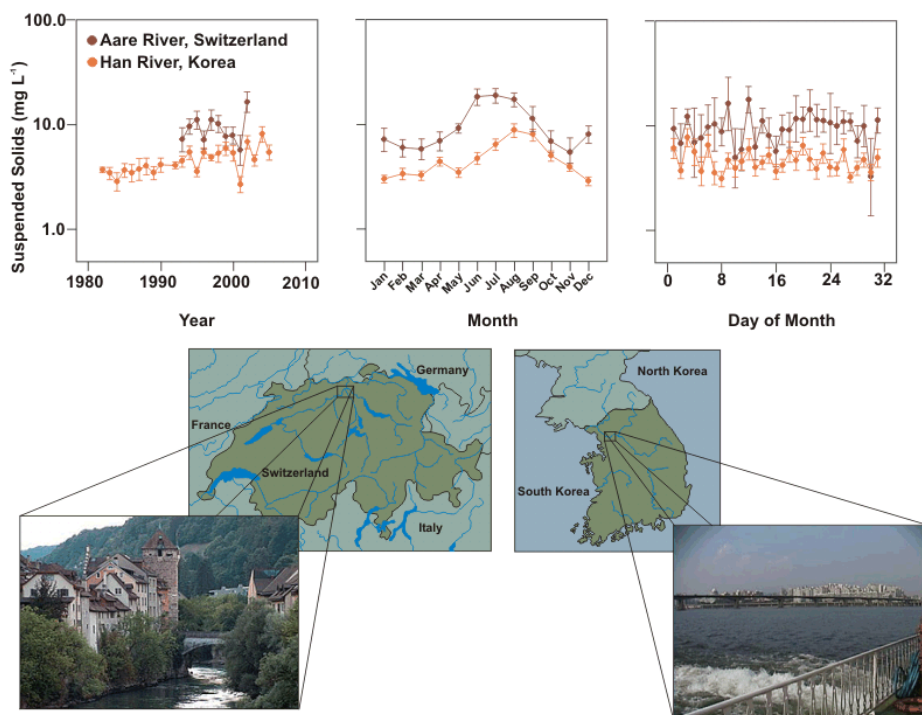 100.0
10.0
1.0
Suspended Solids (mg L⁻¹)
Aare River, Switzerland
Han River, Korea
1980 1990 2000 2010
Jan Feb Mar Apr May Jun Jul Aug Sep Oct Nov Dec
0 8 16 24 32
Year
Month
Day of Month
Germany
France
Switzerland
Italy
North Korea
South Korea